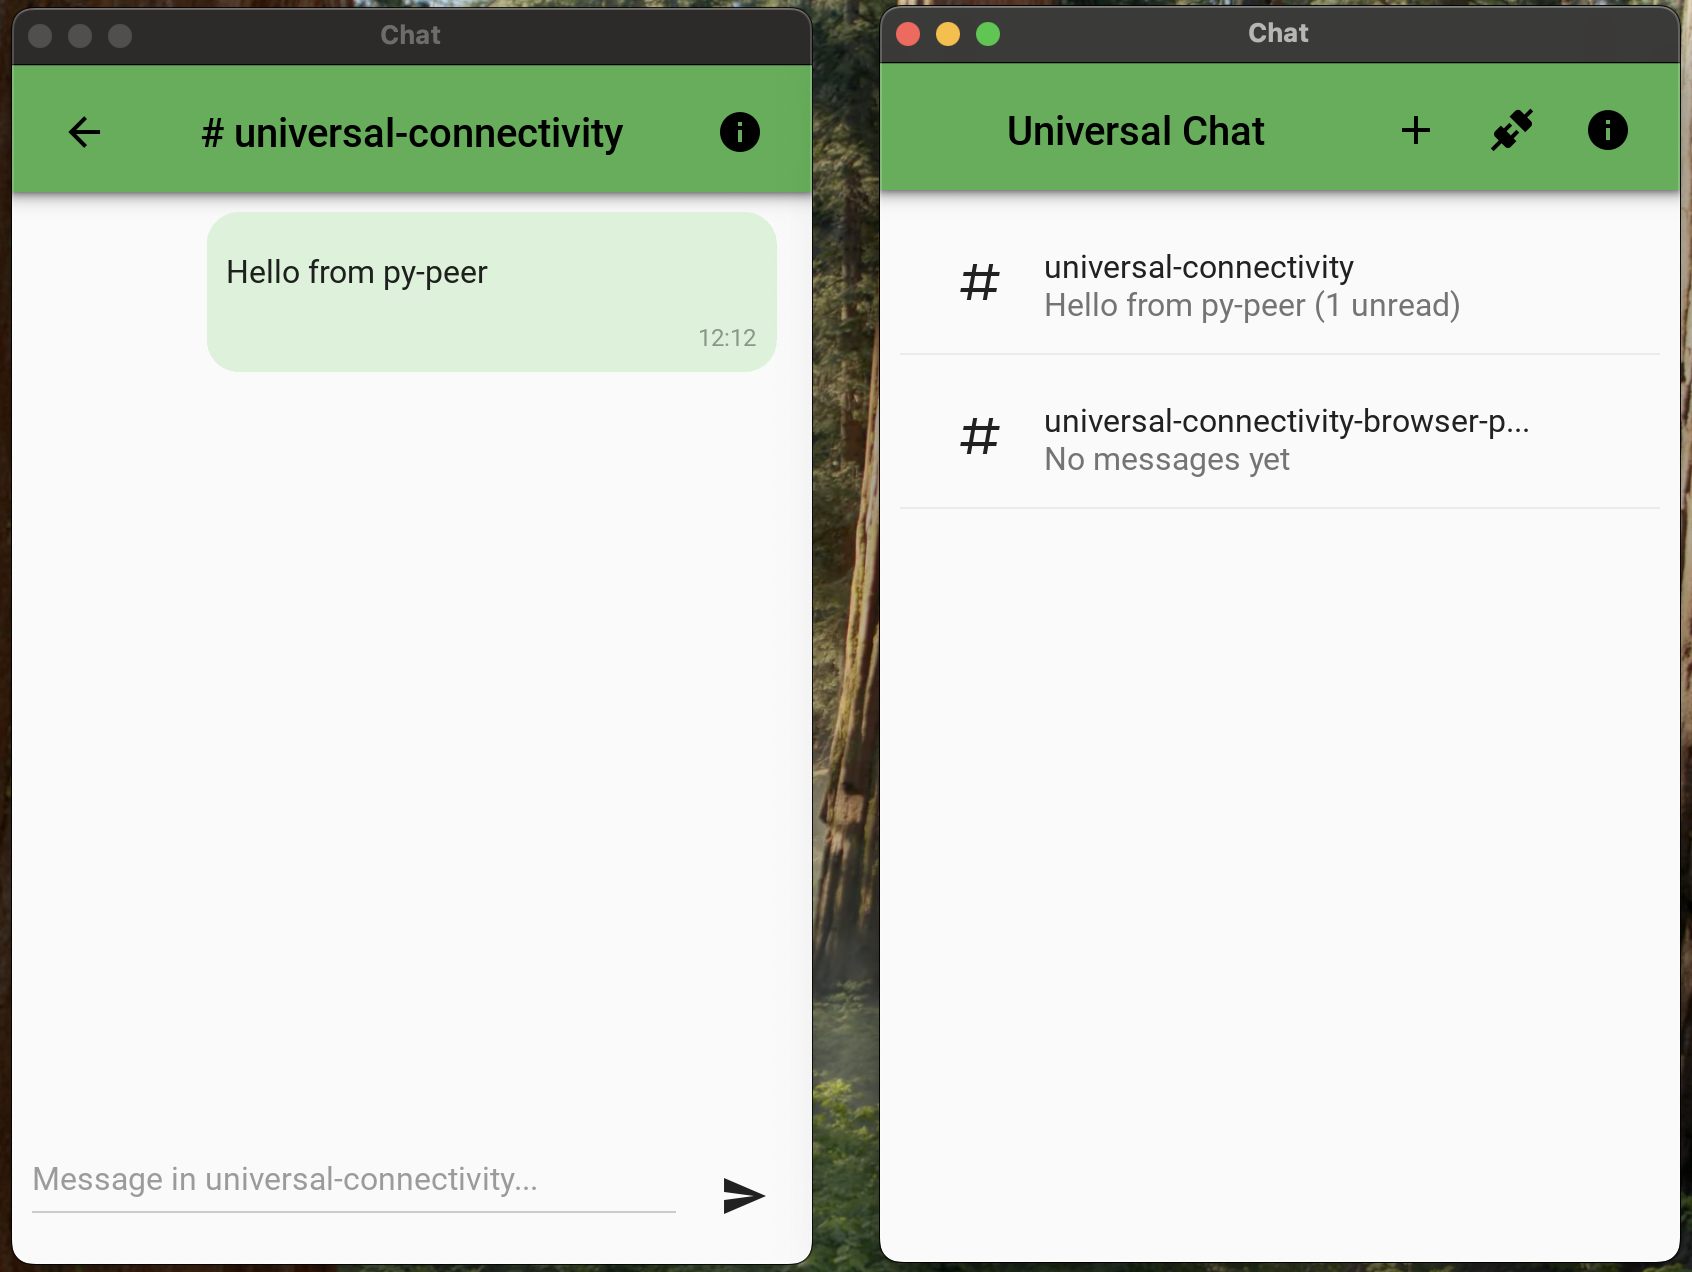 Chat
# universal-connectivity
Hello from py-peer
12:12
Message in universal-connectivity...
Chat
Universal Chat
universal-connectivity
Hello from py-peer (1 unread)
universal-connectivity-browser-p...
No messages yet